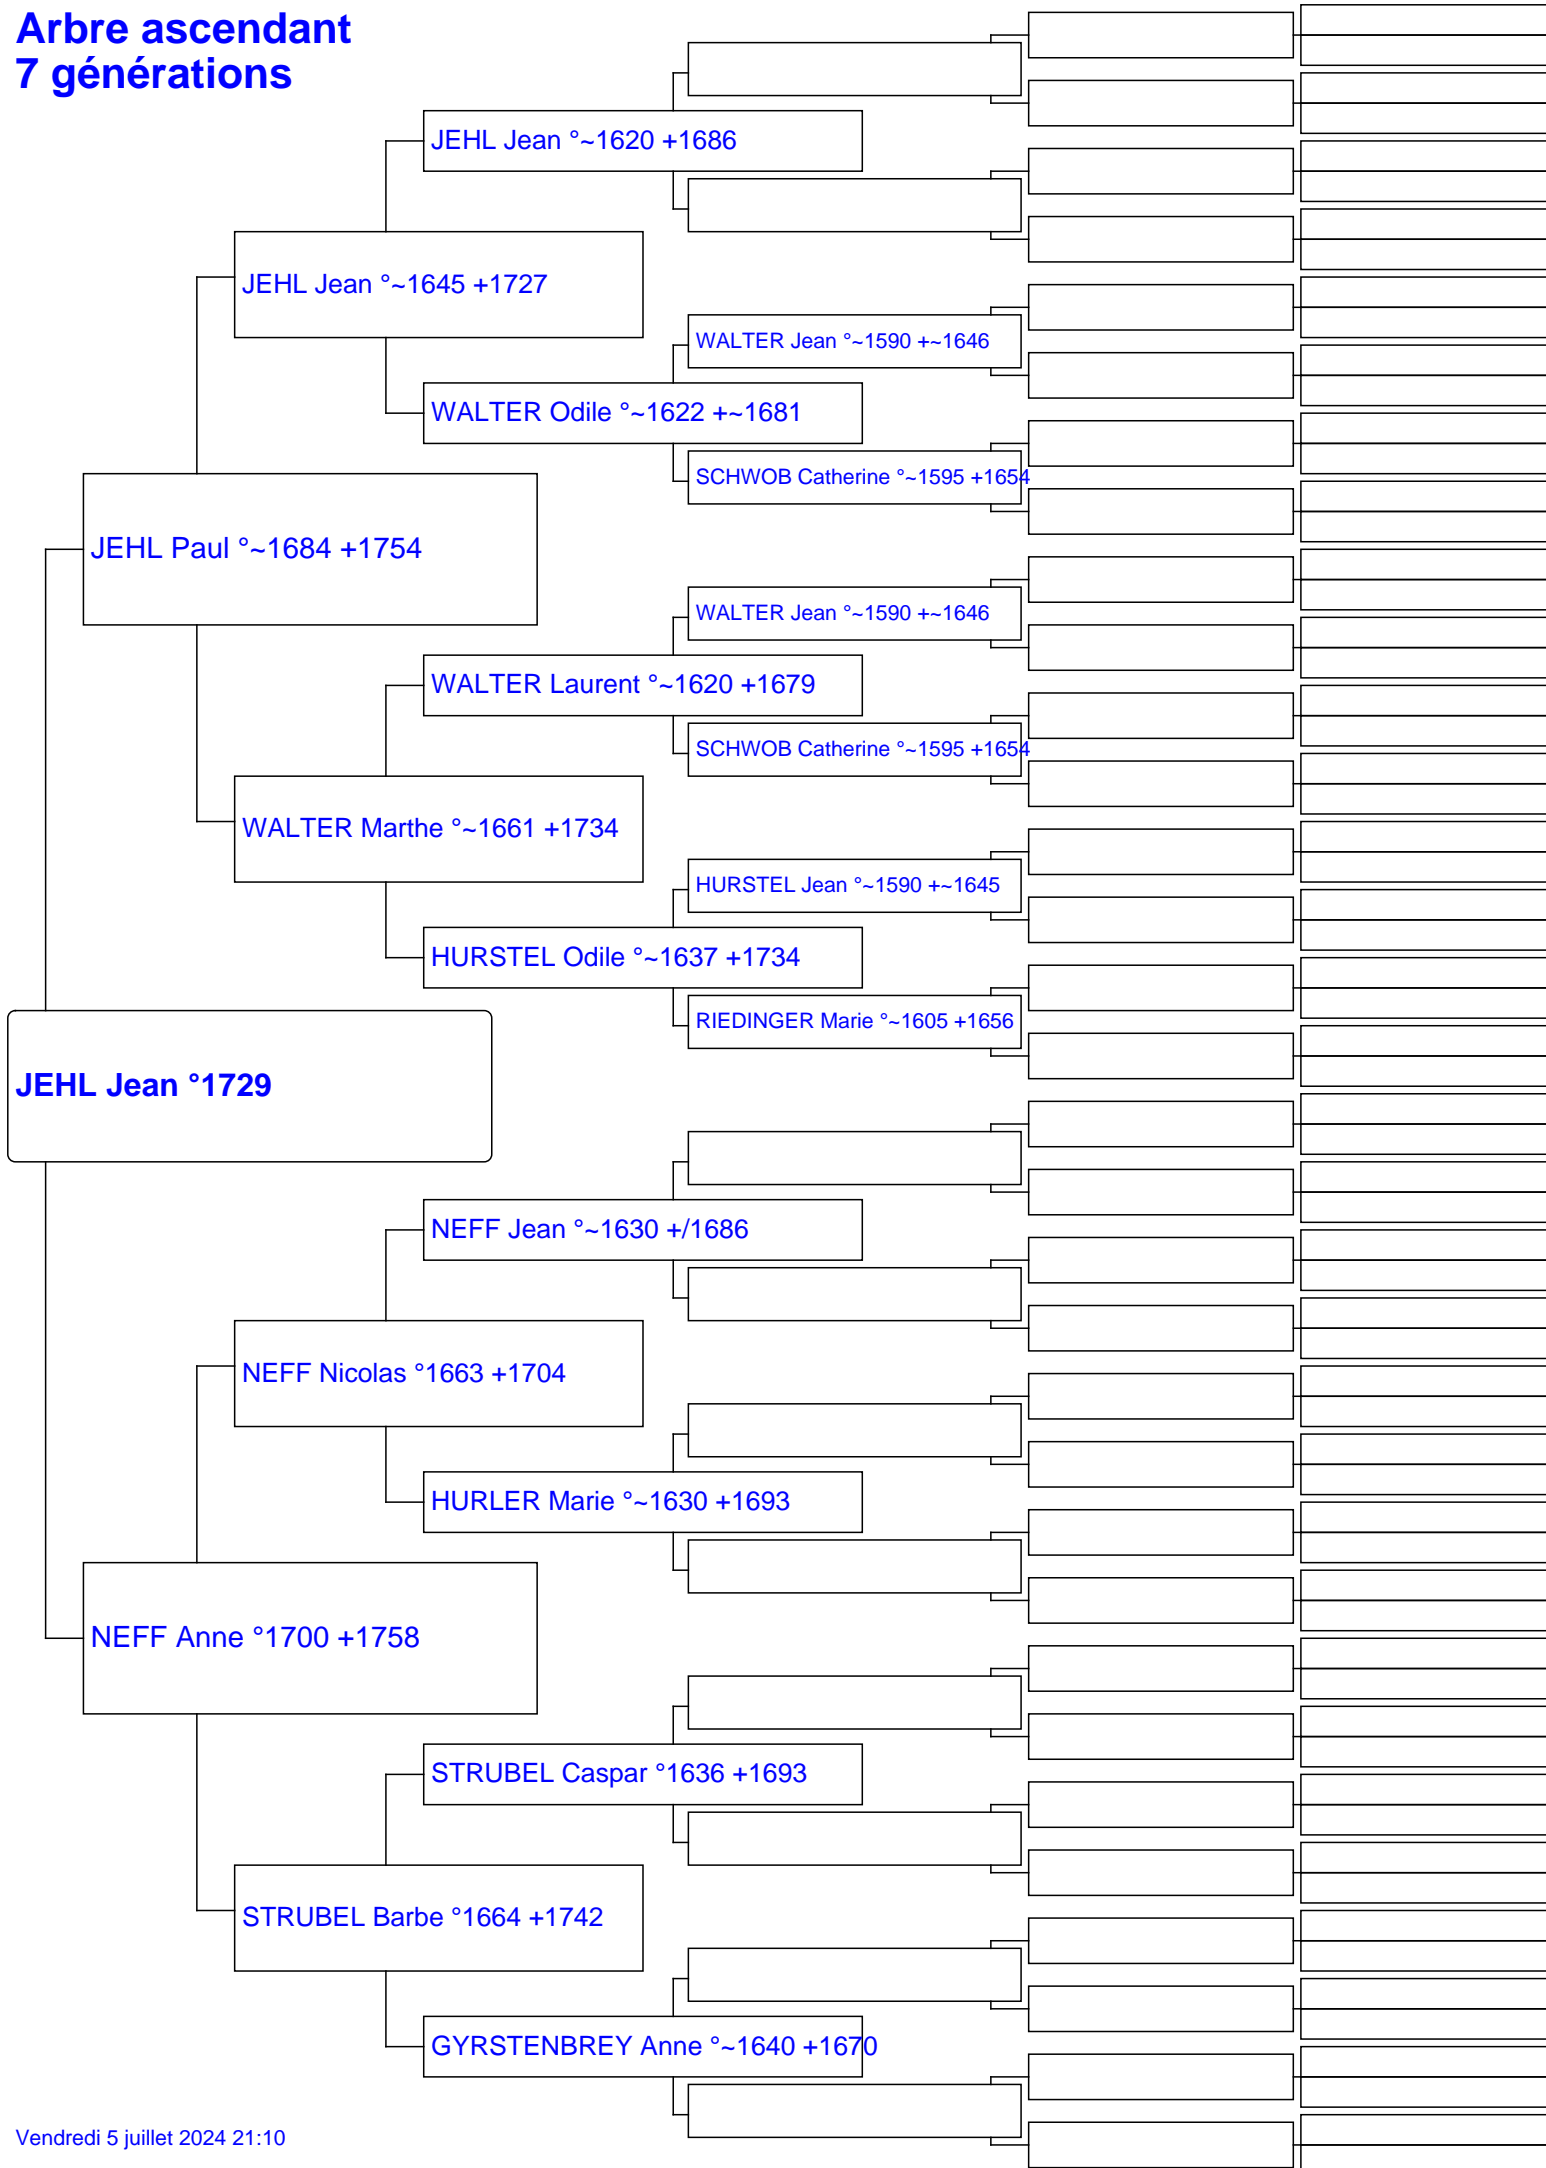 Arbre ascendant
7 générations
JEHL Jean °~1620 +1686
JEHL Jean °~1645 +1727
WALTER Jean °~1590 +~1646
WALTER Odile °~1622 +~1681
SCHWOB Catherine °~1595 +1654
JEHL Paul °~1684 +1754
WALTER Jean °~1590 +~1646
WALTER Laurent °~1620 +1679
SCHWOB Catherine °~1595 +1654
WALTER Marthe °~1661 +1734
HURSTEL Jean °~1590 +~1645
HURSTEL Odile °~1637 +1734
RIEDINGER Marie °~1605 +1656
JEHL Jean °1729
NEFF Jean °~1630 +/1686
NEFF Nicolas °1663 +1704
HURLER Marie °~1630 +1693
NEFF Anne °1700 +1758
STRUBEL Caspar °1636 +1693
STRUBEL Barbe °1664 +1742
GYRSTENBREY Anne °~1640 +1670
Vendredi 5 juillet 2024 21:10